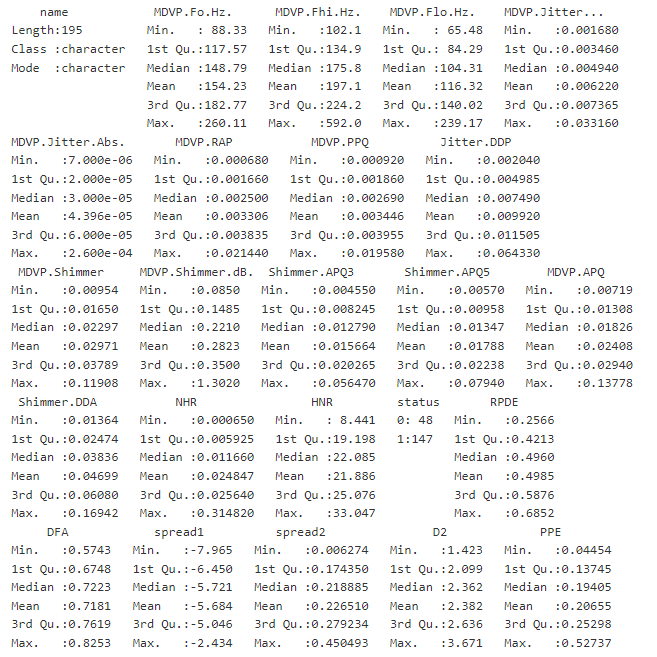 name MDVP.Fo.Hz. MDVP.Fhi.Hz. MDVP.Flo.Hz. MDVP.Jitter...
Length:195 Min. : 88.33 Min. :102.1 Min. : 65.48 Min. :0.001680
Class :character 1st Qu.:117.57 1st Qu.:134.9 1st Qu.: 84.29 1st Qu.:0.003460
Mode :character Median :148.79 Median :175.8 Median :104.31 Median :0.004940
Mean :154.23 Mean :197.1 Mean :116.32 Mean :0.006220
3rd Qu.:182.77 3rd Qu.:224.2 3rd Qu.:140.02 3rd Qu.:0.007365
Max. :260.11 Max. :592.0 Max. :239.17 Max. :0.033160
MDVP.Jitter.Abs. MDVP.RAP MDVP.PPQ Jitter.DDP
Min. :7.000e-06 Min. :0.000680 Min. :0.000920 Min. :0.002040
1st Qu.:2.000e-05 1st Qu.:0.001660 1st Qu.:0.001860 1st Qu.:0.004985
Median :3.000e-05 Median :0.002500 Median :0.002690 Median :0.007490
Mean :4.396e-05 Mean :0.003306 Mean :0.003446 Mean :0.009920
3rd Qu.:6.000e-05 3rd Qu.:0.003835 3rd Qu.:0.003955 3rd Qu.:0.011505
Max. :2.600e-04 Max. :0.021440 Max. :0.019580 Max. :0.064330
MDVP.Shimmer MDVP.Shimmer.dB. Shimmer.APQ3 Shimmer.APQ5 MDVP.APQ
Min. :0.00954 Min. :0.0850 Min. :0.004550 Min. :0.00570 Min. :0.00719
1st Qu.:0.01650 1st Qu.:0.1485 1st Qu.:0.008245 1st Qu.:0.00958 1st Qu.:0.01308
Median :0.02297 Median :0.2210 Median :0.012790 Median :0.01347 Median :0.01826
Mean :0.02971 Mean :0.2823 Mean :0.015664 Mean :0.01788 Mean :0.02408
3rd Qu.:0.03789 3rd Qu.:0.3500 3rd Qu.:0.020265 3rd Qu.:0.02238 3rd Qu.:0.02940
Max. :0.11908 Max. :1.3020 Max. :0.056470 Max. :0.07940 Max. :0.13778
Shimmer.DDA NHR HNR status RPDE
Min. :0.01364 Min. :0.000650 Min. : 8.441 0: 48 Min. :0.2566
1st Qu.:0.02474 1st Qu.:0.005925 1st Qu.:19.198 1:147 1st Qu.:0.4213
Median :0.03836 Median :0.011660 Median :22.085 Median :0.4960
Mean :0.04699 Mean :0.024847 Mean :21.886 Mean :0.4985
3rd Qu.:0.06080 3rd Qu.:0.025640 3rd Qu.:25.076 3rd Qu.:0.5876
Max. :0.16942 Max. :0.314820 Max. :33.047 Max. :0.6852
DFA spread1 spread2 D2 PPE
Min. :0.5743 Min. :-7.965 Min. :0.006274 Min. :1.423 Min. :0.04454
1st Qu.:0.6748 1st Qu.:-6.450 1st Qu.:0.174350 1st Qu.:2.099 1st Qu.:0.13745
Median :0.7223 Median :-5.721 Median :0.218885 Median :2.362 Median :0.19405
Mean :0.7181 Mean :-5.684 Mean :0.226510 Mean :2.382 Mean :0.20655
3rd Qu.:0.7619 3rd Qu.:-5.046 3rd Qu.:0.279234 3rd Qu.:2.636 3rd Qu.:0.25298
Max. :0.8253 Max. :-2.434 Max. :0.450493 Max. :3.671 Max. :0.52737